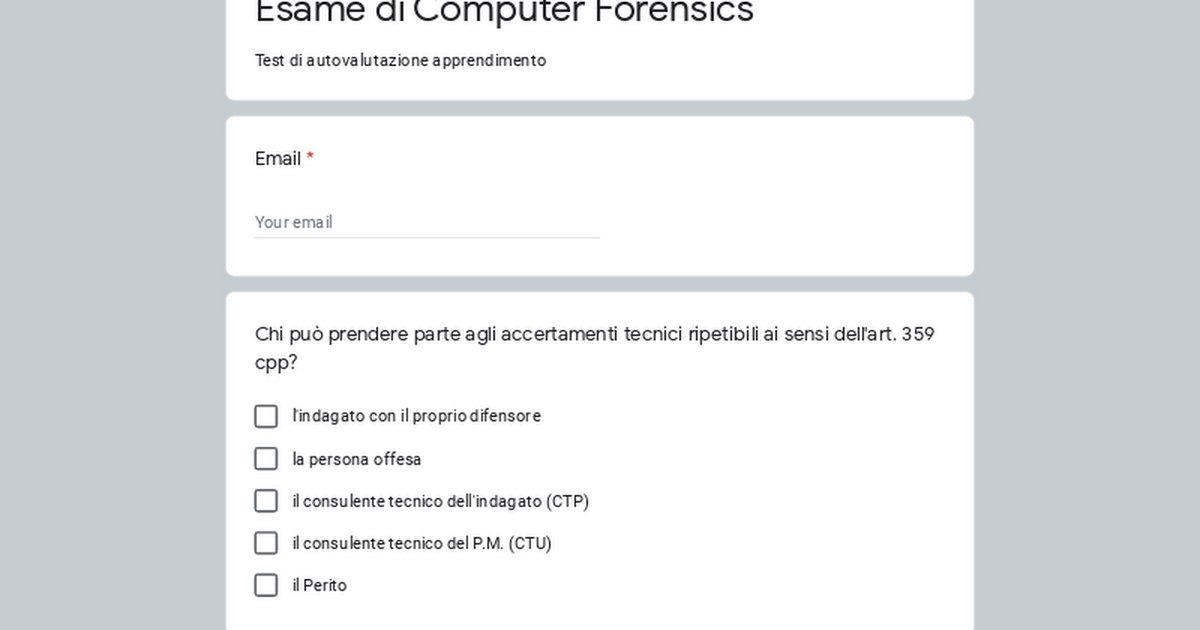 Esame di Computer Forensics
Test di autovalutazione apprendimento
Email *
Your email
Chi può prendere parte agli accertamenti tecnici ripetibili ai sensi dell'art. 359
cpp?
l'indagato con il proprio difensore
la persona offesa
il consulente tecnico dell'indagato (CTP)
il consulente tecnico del P.M. (CTU)
il Perito